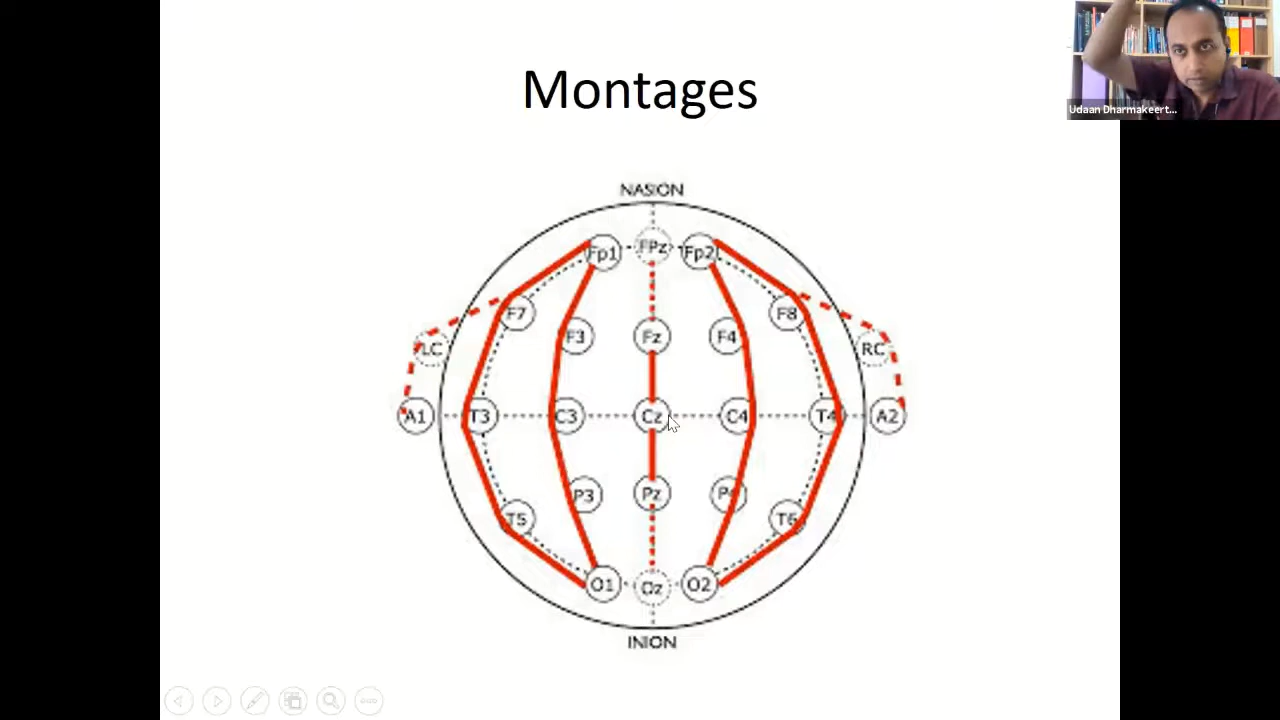 Montages
Udaan Dharmakeert...
NASION
Fp1 FPz Fp2
F7 F3 Fz F4 F8
LC RC
A1 T3 C3 Cz C4 T4 A2
T5 P3 Pz P4 T6
O1 Oz O2
INION